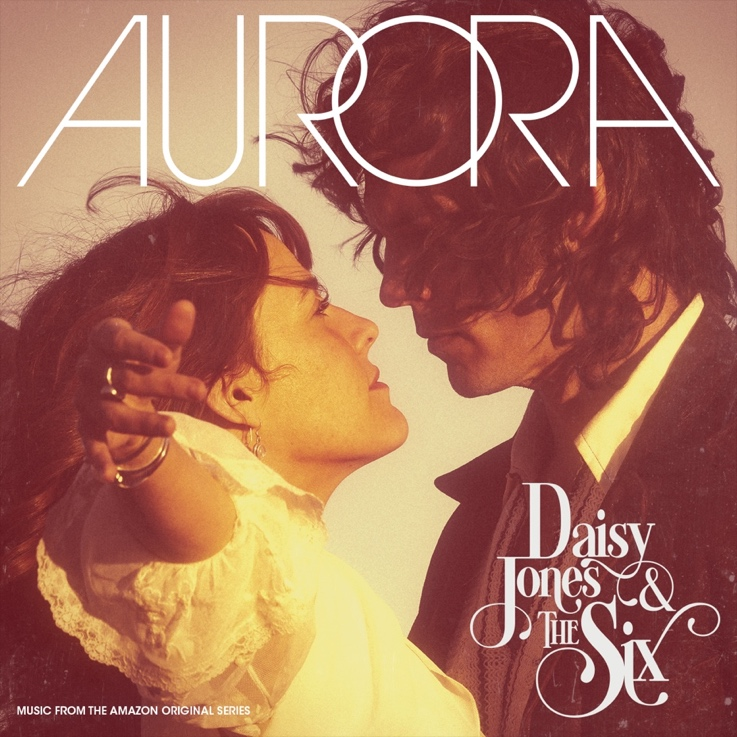 AURORA
Daisy
Jones &
The Six
MUSIC FROM THE AMAZON ORIGINAL SERIES